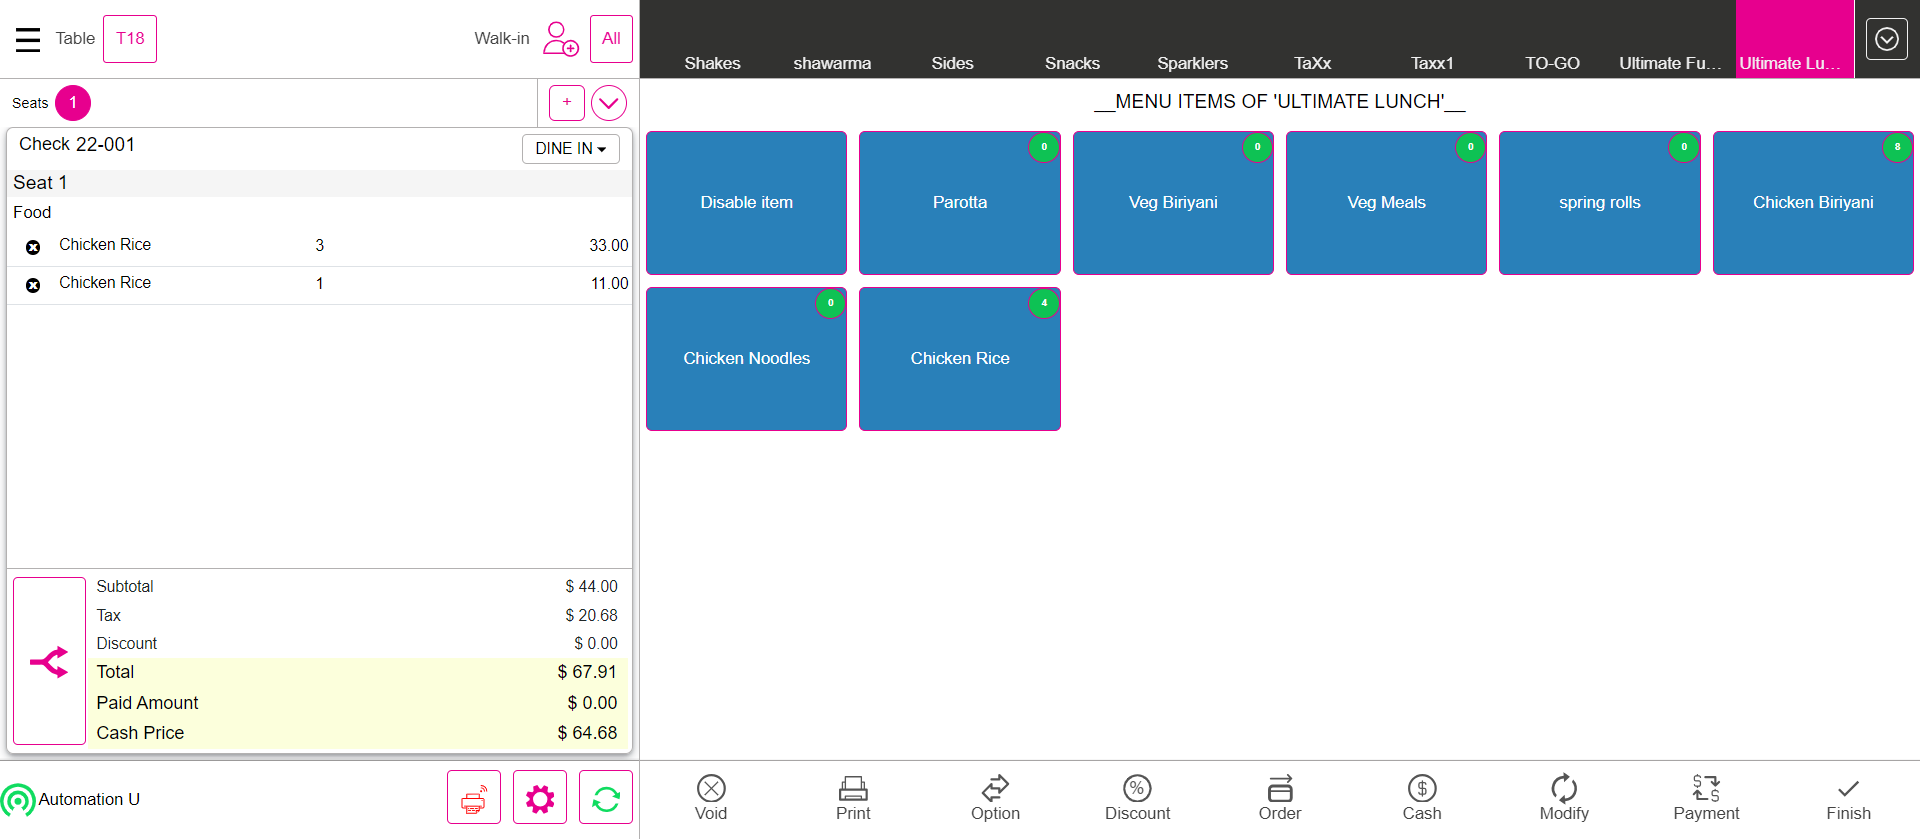 Table T18 Walk-in All
Seats 1 +
Check 22-001 DINE IN
Seat 1
Food
Chicken Rice 3 33.00
Chicken Rice 1 11.00
Subtotal $ 44.00
Tax $ 20.68
Discount $ 0.00
Total $ 67.91
Paid Amount $ 0.00
Cash Price $ 64.68
Automation U
Shakes shawarma Sides Snacks Sparklers TaXx Taxx1 TO-GO Ultimate Fu... Ultimate Lu...
__MENU ITEMS OF 'ULTIMATE LUNCH'__
0 0 0 0 8
Disable item Parotta Veg Biriyani Veg Meals spring rolls Chicken Biriyani
0 4
Chicken Noodles Chicken Rice
Void Print Option Discount Order Cash Modify Payment Finish